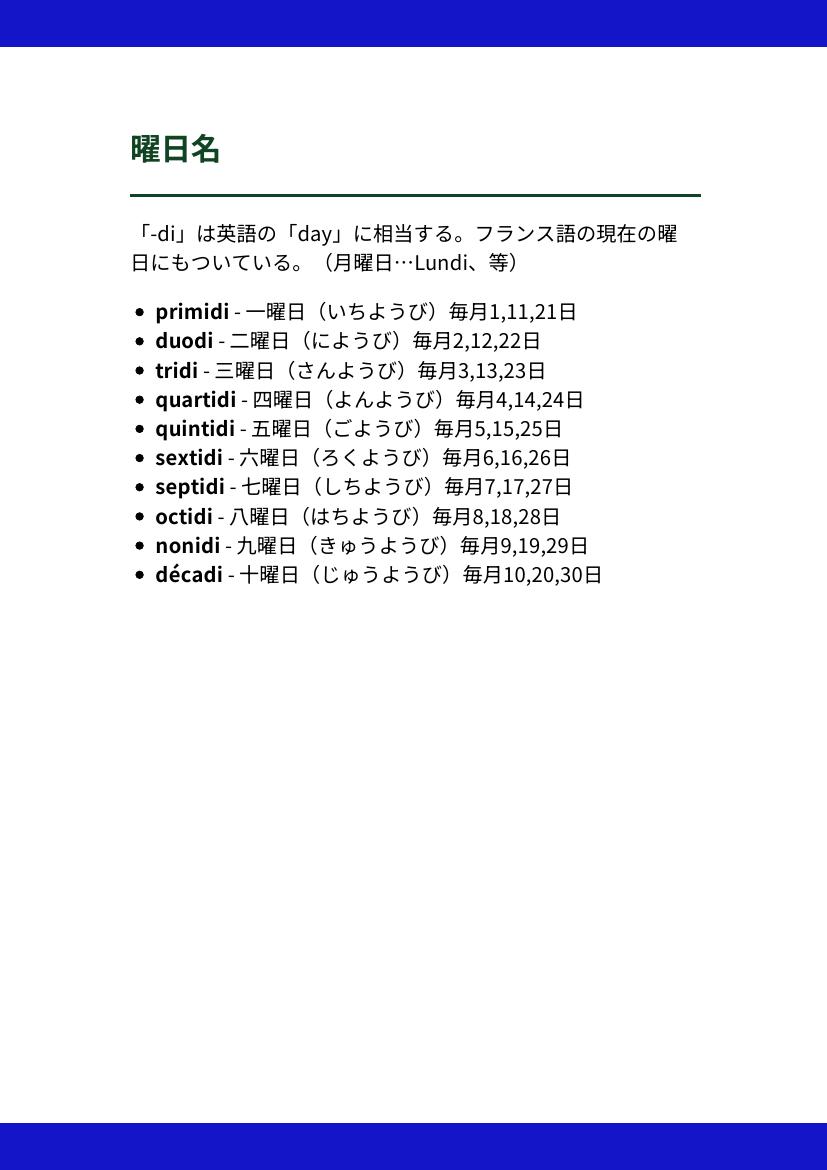 曜日名
「-di」は英語の「day」に相当する。フランス語の現在の曜
日にもついている。（月曜日…Lundi、等）
• primidi - 一曜日（いちようび）毎月1,11,21日
• duodi - 二曜日（にようび）毎月2,12,22日
• tridi - 三曜日（さんようび）毎月3,13,23日
• quartidi - 四曜日（よんようび）毎月4,14,24日
• quintidi - 五曜日（ごようび）毎月5,15,25日
• sextidi - 六曜日（ろくようび）毎月6,16,26日
• septidi - 七曜日（しちようび）毎月7,17,27日
• octidi - 八曜日（はちようび）毎月8,18,28日
• nonidi - 九曜日（きゅうようび）毎月9,19,29日
• décadi - 十曜日（じゅうようび）毎月10,20,30日